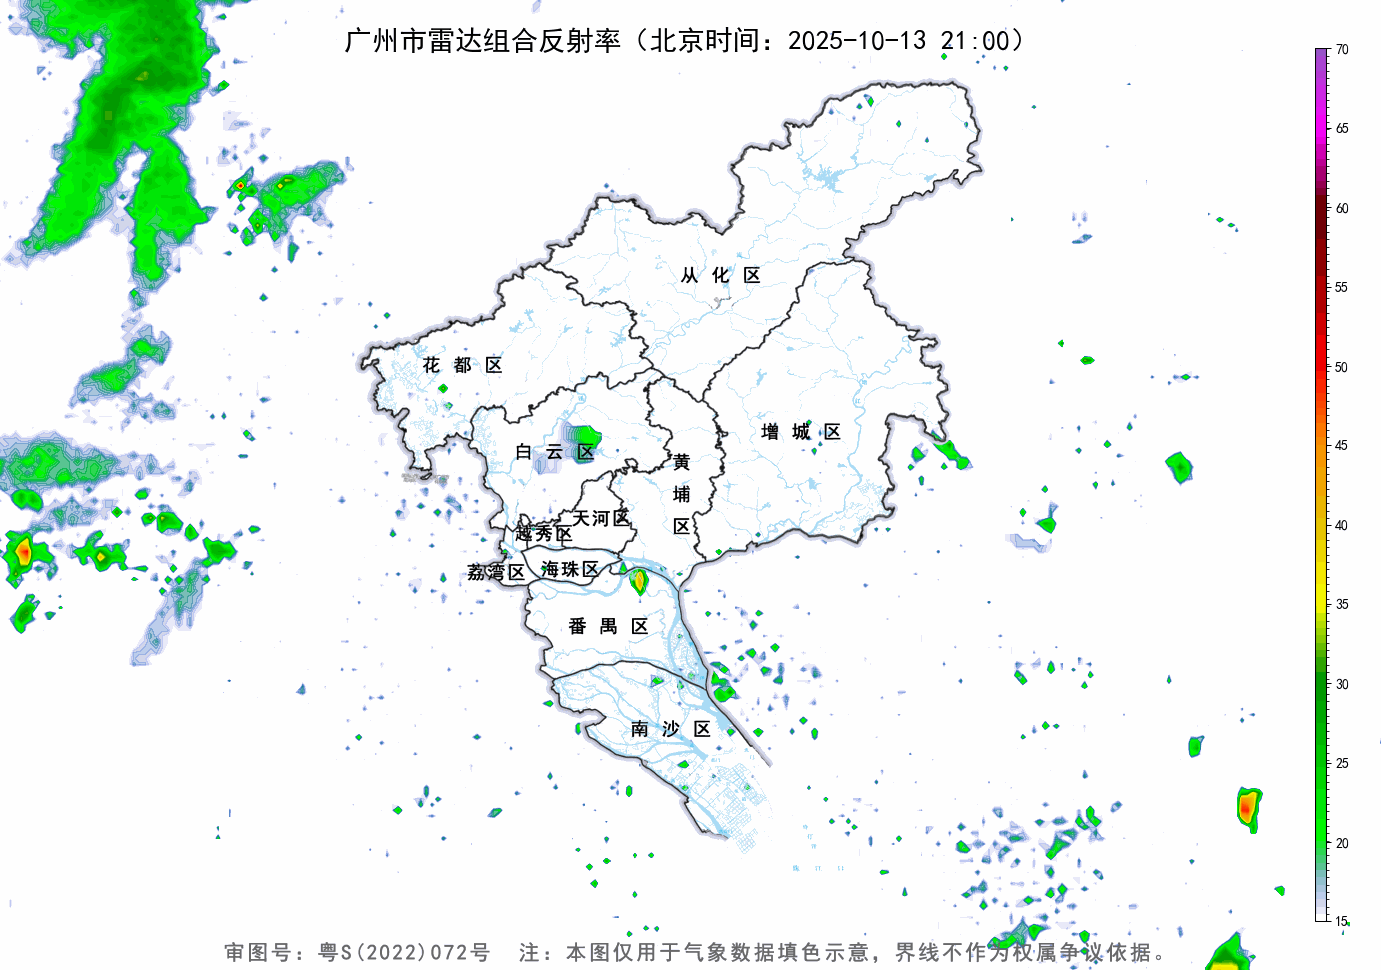 广州市雷达组合反射率（北京时间：2025-10-13 21:00）
70
65
60
55
50
45
40
35
30
25
20
15
从化区
花都区
增城区
白云区
黄埔区
天河区
越秀区
海珠区
荔湾区
番禺区
南沙区
审图号：粤S(2022)072号 注：本图仅用于气象数据填色示意，界线不作为权属争议依据。